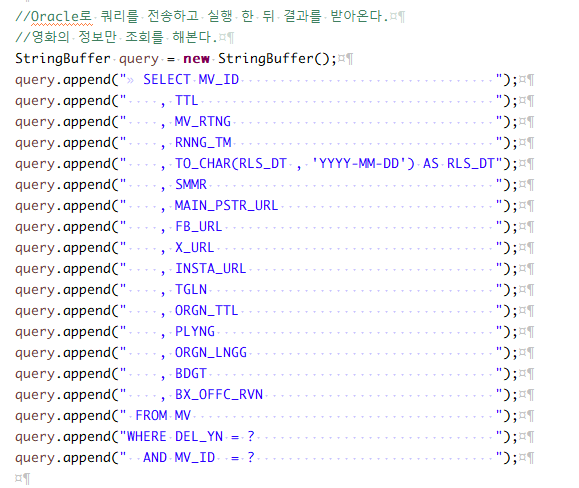 //Oracle로 쿼리를 전송하고 실행 한 뒤 결과를 받아온다.
//영화의 정보만 조회를 해본다.
StringBuffer query = new StringBuffer();
query.append("  SELECT MV_ID                                ");
query.append("    , TTL                                     ");
query.append("    , MV_RTNG                                 ");
query.append("    , RNNG_TM                                 ");
query.append("    , TO_CHAR(RLS_DT , 'YYYY-MM-DD') AS RLS_DT");
query.append("    , SMMR                                    ");
query.append("    , MAIN_PSTR_URL                           ");
query.append("    , FB_URL                                  ");
query.append("    , X_URL                                   ");
query.append("    , INSTA_URL                               ");
query.append("    , TGLN                                    ");
query.append("    , ORGN_TTL                                ");
query.append("    , PLYNG                                   ");
query.append("    , ORGN_LNGG                               ");
query.append("    , BDGT                                    ");
query.append("    , BX_OFFC_RVN                             ");
query.append(" FROM MV                                      ");
query.append("WHERE DEL_YN = ?                              ");
query.append("  AND MV_ID  = ?                              ");